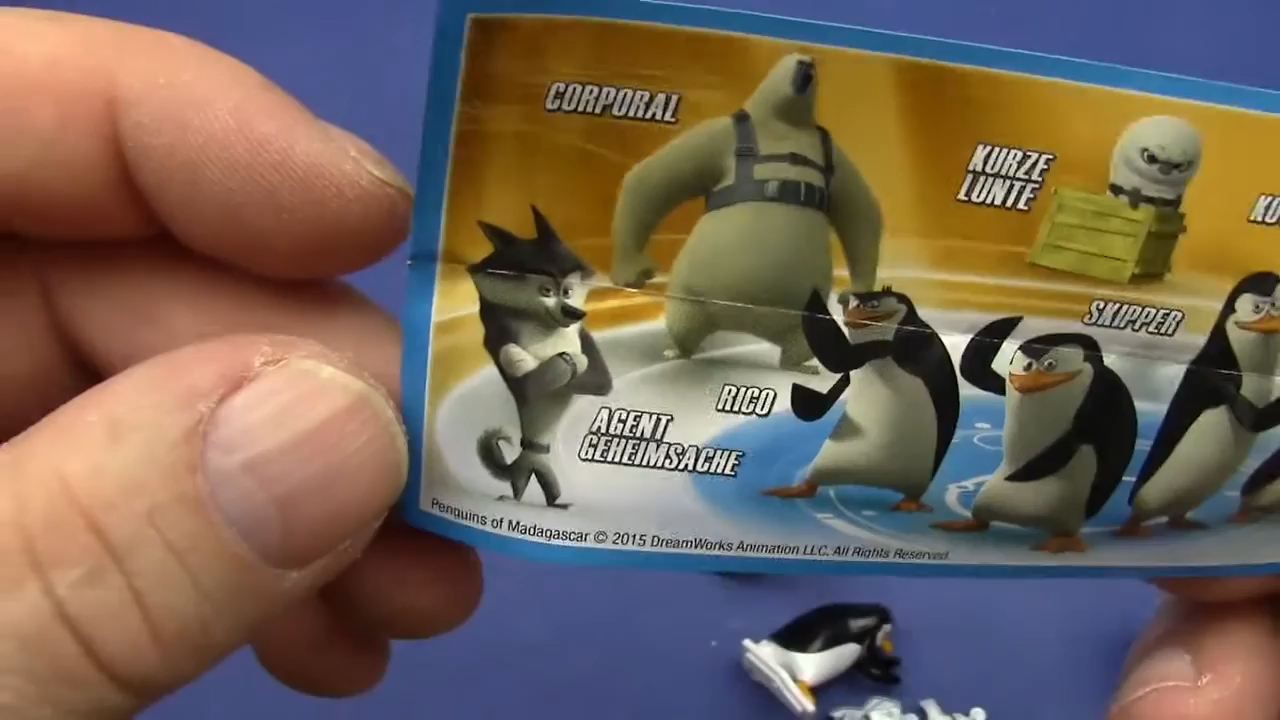 CORPORAL
KURZE
LUNTE
SKIPPER
RICO
AGENT
GEHEIMSACHE
Penguins of Madagascar © 2015 DreamWorks Animation LLC. All Rights Reserved